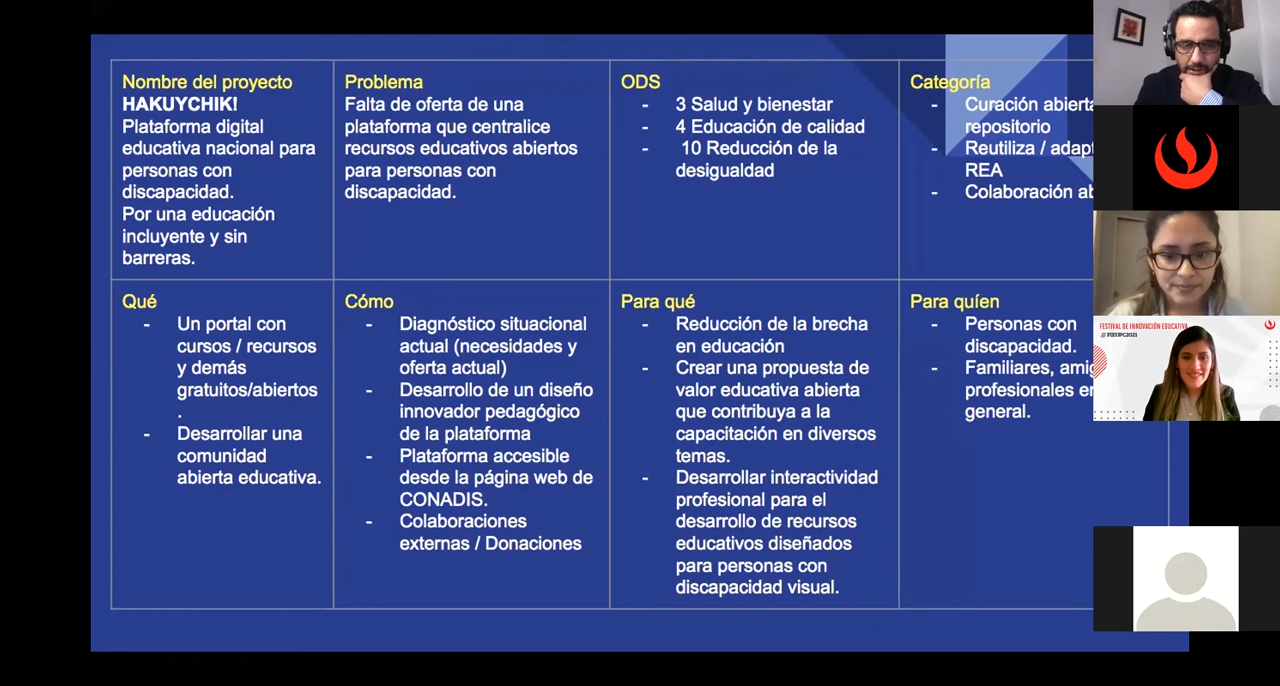 Nombre del proyecto
HAKUYCHIK!
Plataforma digital
educativa nacional para
personas con
discapacidad.
Por una educación
incluyente y sin
barreras.
Problema
Falta de oferta de una
plataforma que centralice
recursos educativos abiertos
para personas con
discapacidad.
ODS
- 3 Salud y bienestar
- 4 Educación de calidad
- 10 Reducción de la
desigualdad
Categoría
- Curación abierta
repositorio
- Reutiliza / adapt
REA
- Colaboración ab
Qué
- Un portal con
cursos / recursos
y demás
gratuitos/abiertos
.
- Desarrollar una
comunidad
abierta educativa.
Cómo
- Diagnóstico situacional
actual (necesidades y
oferta actual)
- Desarrollo de un diseño
innovador pedagógico
de la plataforma
- Plataforma accesible
desde la página web de
CONADIS.
- Colaboraciones
externas / Donaciones
Para qué
- Reducción de la brecha
en educación
- Crear una propuesta de
valor educativa abierta
que contribuya a la
capacitación en diversos
temas.
- Desarrollar interactividad
profesional para el
desarrollo de recursos
educativos diseñados
para personas con
discapacidad visual.
Para quíen
- Personas con
discapacidad.
- Familiares, amig
profesionales en
general.
FESTIVAL DE INNOVACIÓN EDUCATIVA
// FIEUPC2021